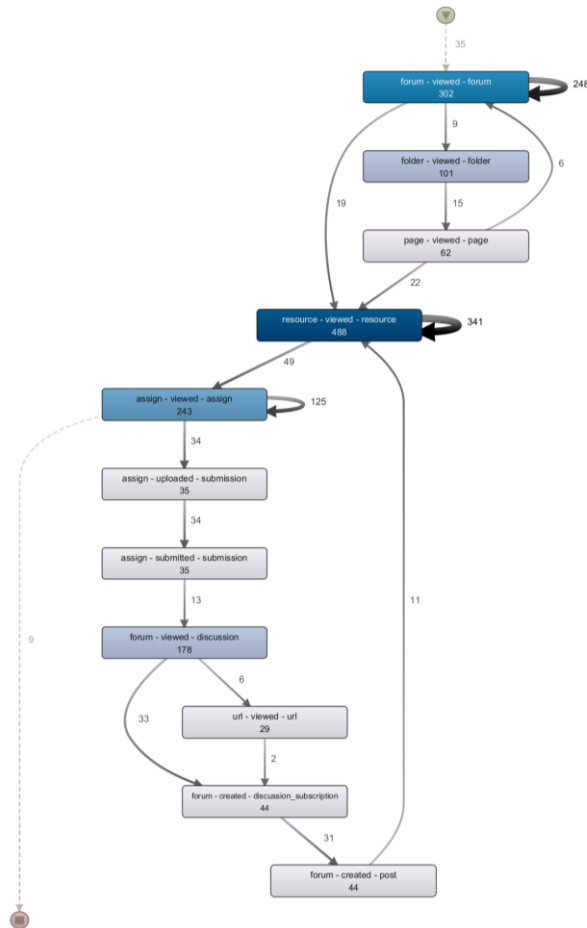 35
forum - viewed - forum
302
248
9
folder - viewed - folder
101
6
19
15
page - viewed - page
62
22
resource - viewed - resource
488
341
49
assign - viewed - assign
243
125
34
assign - uploaded - submission
35
34
assign - submitted - submission
35
13
11
forum - viewed - discussion
178
9
6
33
url - viewed - url
29
2
forum - created - discussion_subscription
44
31
forum - created - post
44